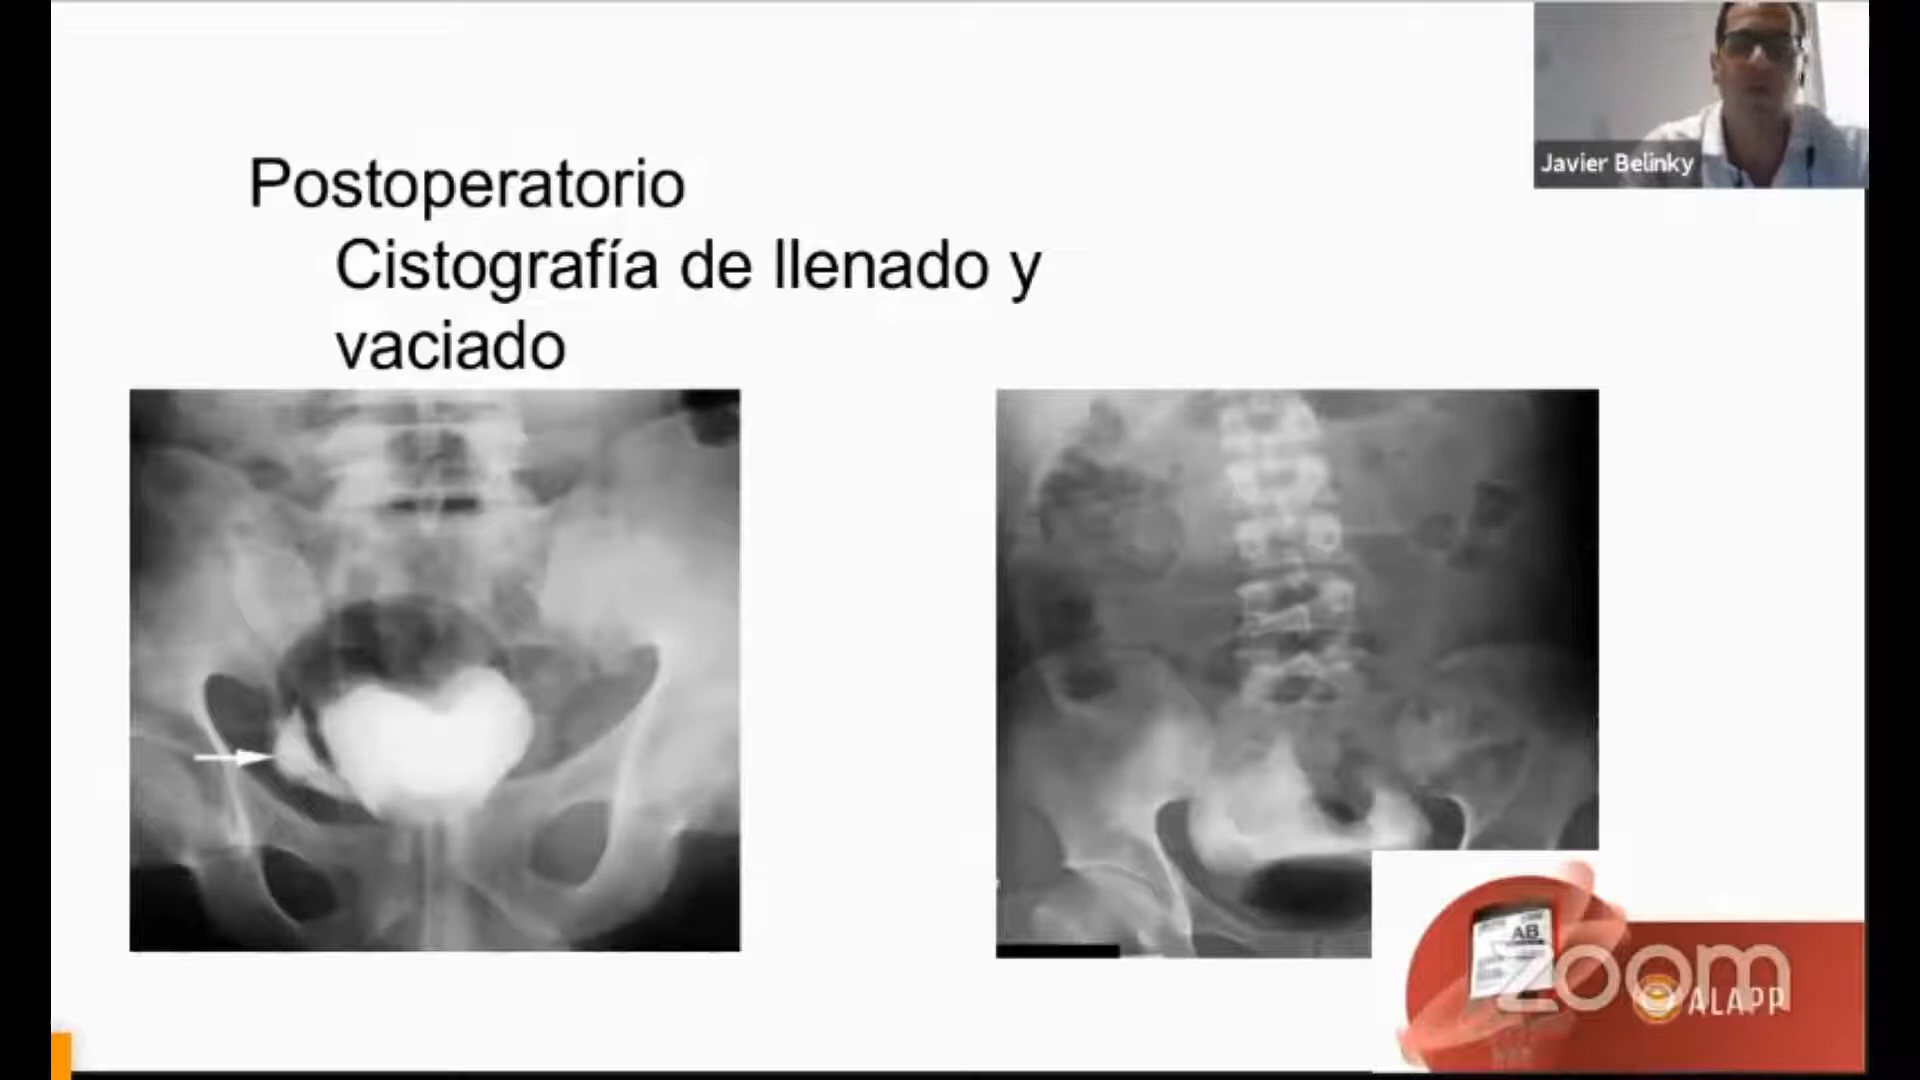 Javier Belinky
Postoperatorio
Cistografía de llenado y
vaciado
AB
zoom
ALAPP